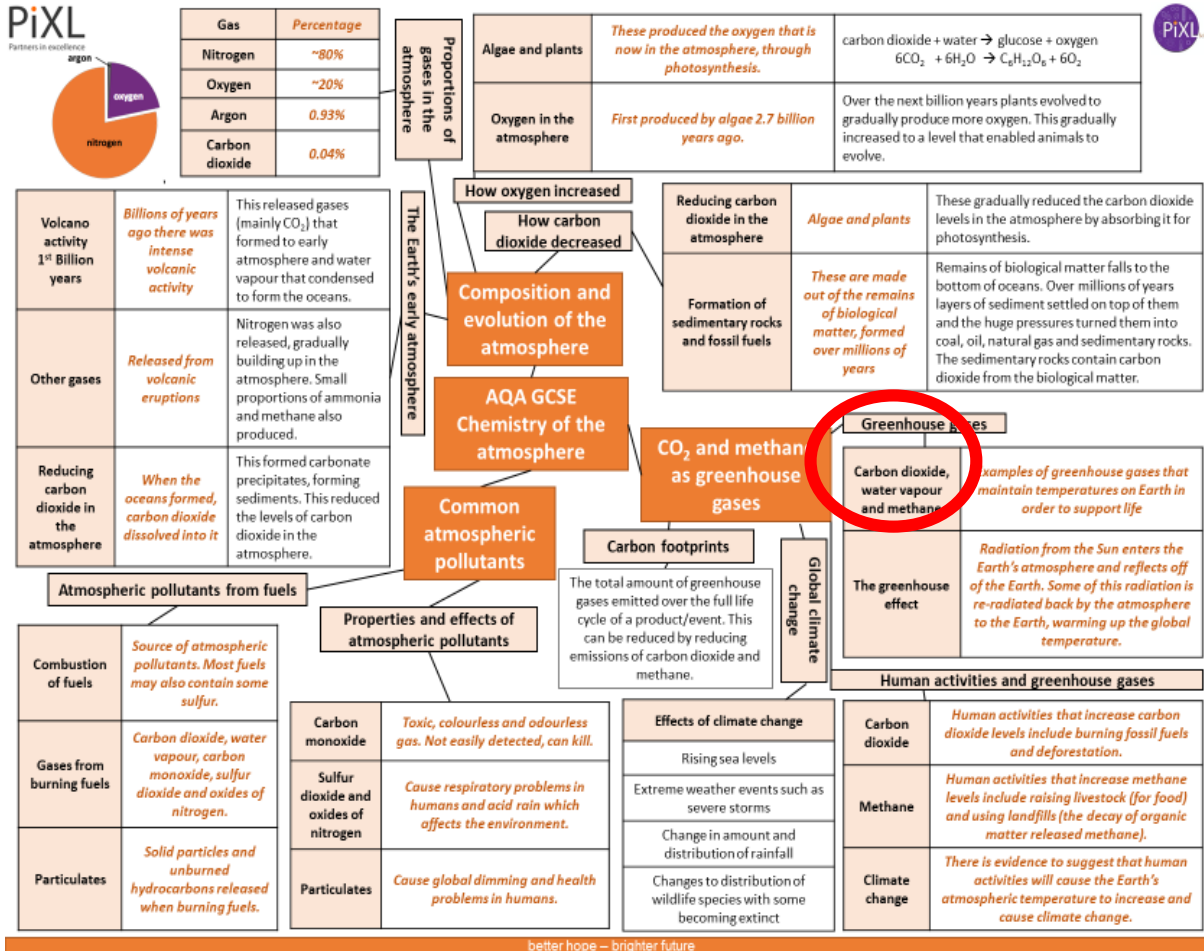 PiXL
Partners in excellence
argon
oxygen
nitrogen
Gas
Percentage
Nitrogen
~80%
Oxygen
~20%
Argon
0.93%
Carbon
dioxide
0.04%
Proportions of
gases in the
atmosphere
Algae and plants
These produced the oxygen that is
now in the atmosphere, through
photosynthesis.
carbon dioxide + water → glucose + oxygen
6CO₂ + 6H₂O → C₆H₁₂O₆ + 6O₂
Oxygen in the
atmosphere
First produced by algae 2.7 billion
years ago.
Over the next billion years plants evolved to
gradually produce more oxygen. This gradually
increased to a level that enabled animals to
evolve.
PiXL
How oxygen increased
How carbon
dioxide decreased
Volcano
activity
1st Billion
years
Billions of years
ago there was
intense
volcanic
activity
This released gases
(mainly CO₂) that
formed to early
atmosphere and water
vapour that condensed
to form the oceans.
Other gases
Released from
volcanic
eruptions
Nitrogen was also
released, gradually
building up in the
atmosphere. Small
proportions of ammonia
and methane also
produced.
Reducing
carbon
dioxide in
the
atmosphere
When the
oceans formed,
carbon dioxide
dissolved into it
This formed carbonate
precipitates, forming
sediments. This reduced
the levels of carbon
dioxide in the
atmosphere.
The Earth's early atmosphere
Composition and
evolution of the
atmosphere
AQA GCSE
Chemistry of the
atmosphere
Common
atmospheric
pollutants
CO₂ and methane
as greenhouse
gases
Reducing carbon
dioxide in the
atmosphere
Algae and plants
These gradually reduced the carbon dioxide
levels in the atmosphere by absorbing it for
photosynthesis.
Formation of
sedimentary rocks
and fossil fuels
These are made
out of the remains
of biological
matter, formed
over millions of
years
Remains of biological matter falls to the
bottom of oceans. Over millions of years
layers of sediment settled on top of them
and the huge pressures turned them into
coal, oil, natural gas and sedimentary rocks.
The sedimentary rocks contain carbon
dioxide from the biological matter.
Greenhouse gases
Carbon dioxide,
water vapour
and methane
Examples of greenhouse gases that
maintain temperatures on Earth in
order to support life
The greenhouse
effect
Radiation from the Sun enters the
Earth's atmosphere and reflects off
of the Earth. Some of this radiation is
re-radiated back by the atmosphere
to the Earth, warming up the global
temperature.
Carbon footprints
The total amount of greenhouse
gases emitted over the full life
cycle of a product/event. This
can be reduced by reducing
emissions of carbon dioxide and
methane.
Global climate
change
Atmospheric pollutants from fuels
Properties and effects of
atmospheric pollutants
Combustion
of fuels
Source of atmospheric
pollutants. Most fuels
may also contain some
sulfur.
Gases from
burning fuels
Carbon dioxide, water
vapour, carbon
monoxide, sulfur
dioxide and oxides of
nitrogen.
Particulates
Solid particles and
unburned
hydrocarbons released
when burning fuels.
Carbon
monoxide
Toxic, colourless and odourless
gas. Not easily detected, can kill.
Sulfur
dioxide and
oxides of
nitrogen
Cause respiratory problems in
humans and acid rain which
affects the environment.
Particulates
Cause global dimming and health
problems in humans.
Effects of climate change
Rising sea levels
Extreme weather events such as
severe storms
Change in amount and
distribution of rainfall
Changes to distribution of
wildlife species with some
becoming extinct
Human activities and greenhouse gases
Carbon
dioxide
Human activities that increase carbon
dioxide levels include burning fossil fuels
and deforestation.
Methane
Human activities that increase methane
levels include raising livestock (for food)
and using landfills (the decay of organic
matter released methane).
Climate
change
There is evidence to suggest that human
activities will cause the Earth's
atmospheric temperature to increase and
cause climate change.
better hope – brighter future